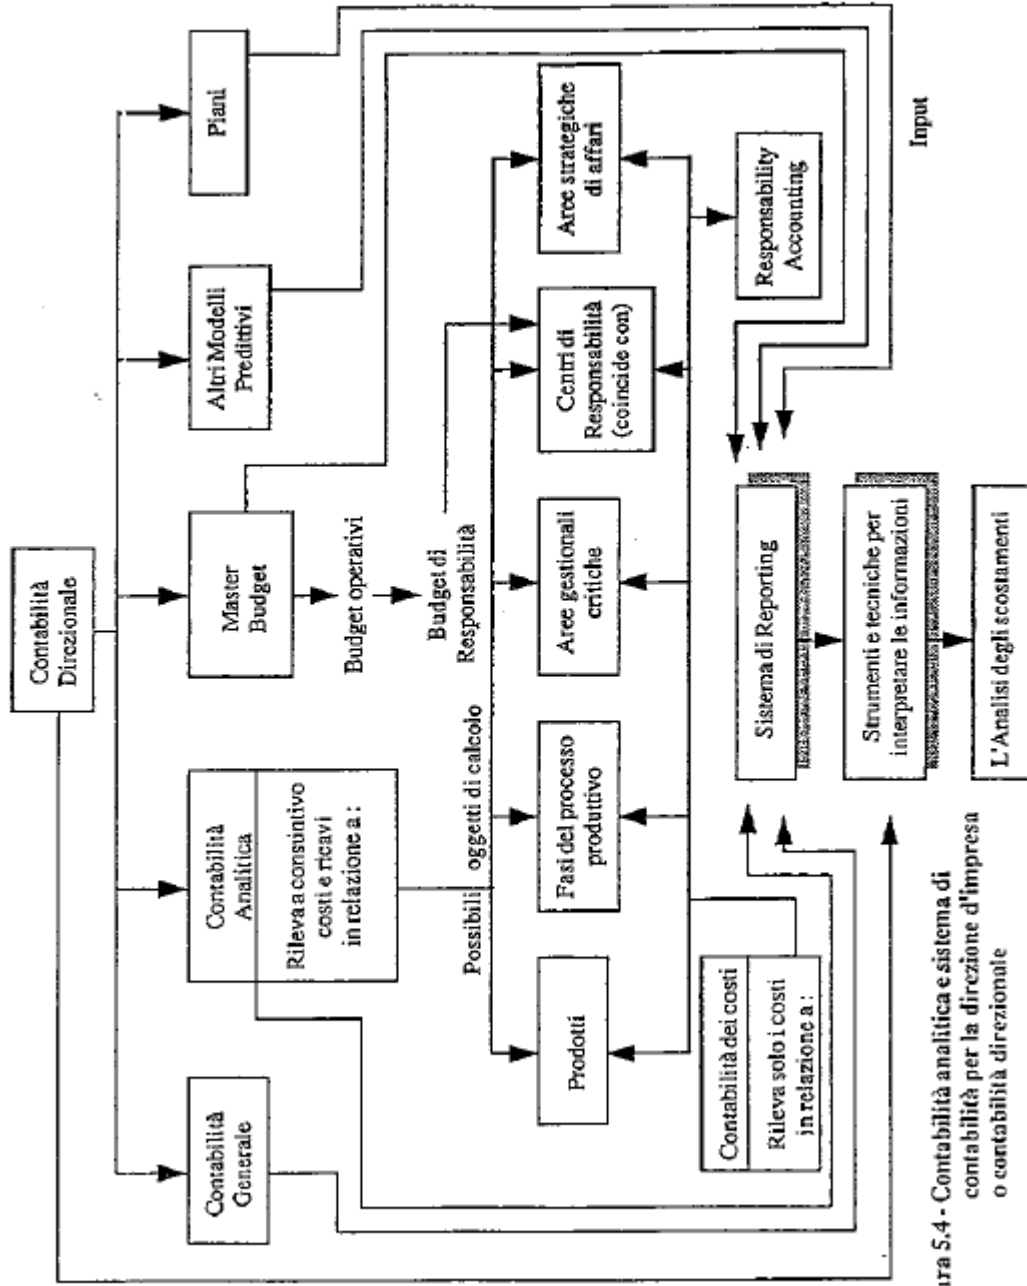 Contabilità
Direzionale
Contabilità
Generale
Contabilità
Analitica
Rileva a consuntivo
costi e ricavi
in relazione a :
Master
Budget
Altri Modelli
Predittivi
Piani
Budget operativi
Budget di
Responsabilità
Possibili oggetti di calcolo
Prodotti
Fasi del processo
produttivo
Aree gestionali
critiche
Centri di
Responsabilità
(coincide con)
Aree strategiche
di affari
Contabilità dei costi
Rileva solo i costi
in relazione a :
Responsability
Accounting
Sistema di Reporting
Strumenti e tecniche per
interpretare le informazioni
L'Analisi degli scostamenti
Input
ura 5.4 - Contabilità analitica e sistema di
contabilità per la direzione d'impresa
o contabilità direzionale